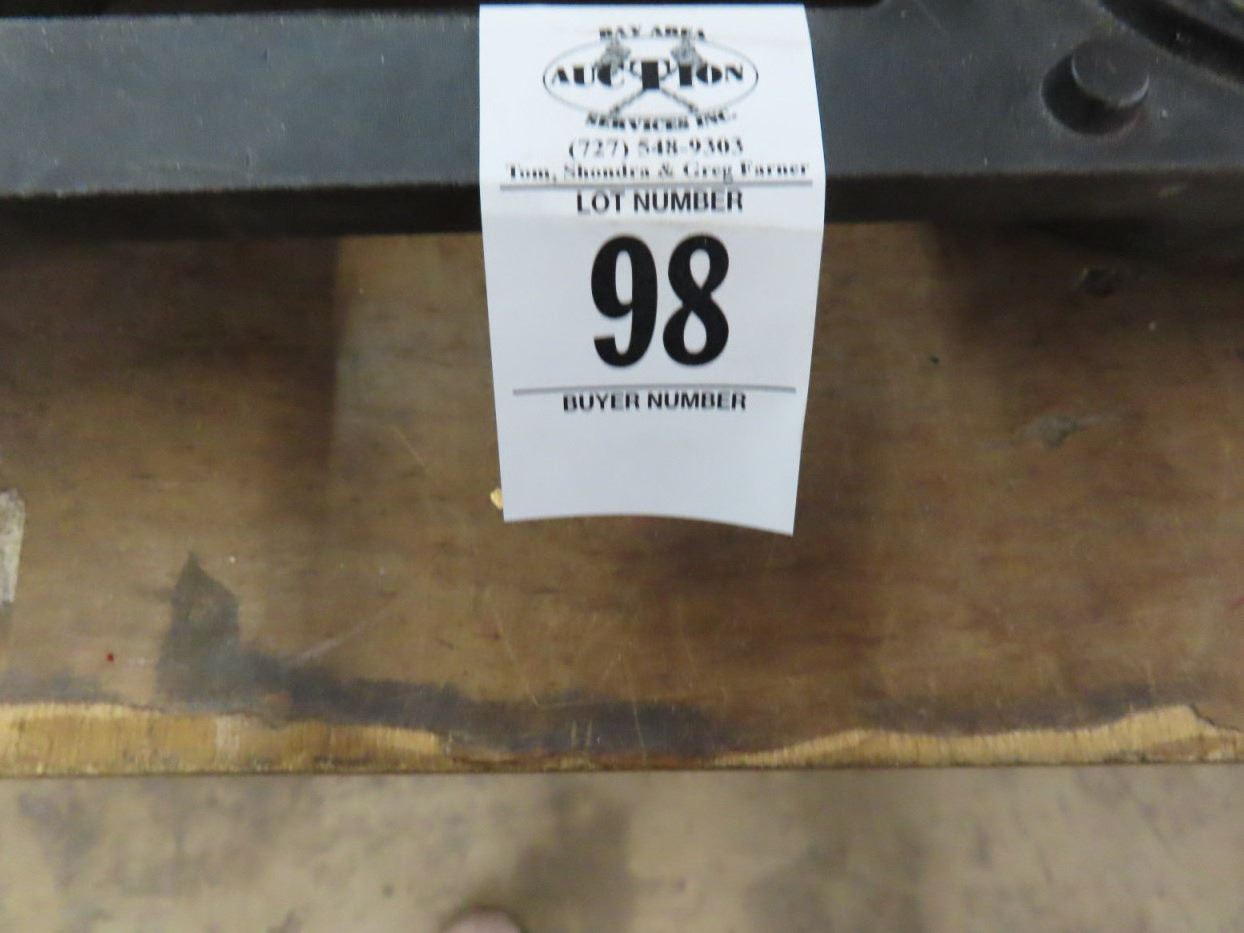 BAY AREA
AUCTION
SERVICES INC.
(727) 548-9303
Tom, Shondra & Greg Farner
LOT NUMBER
98
BUYER NUMBER